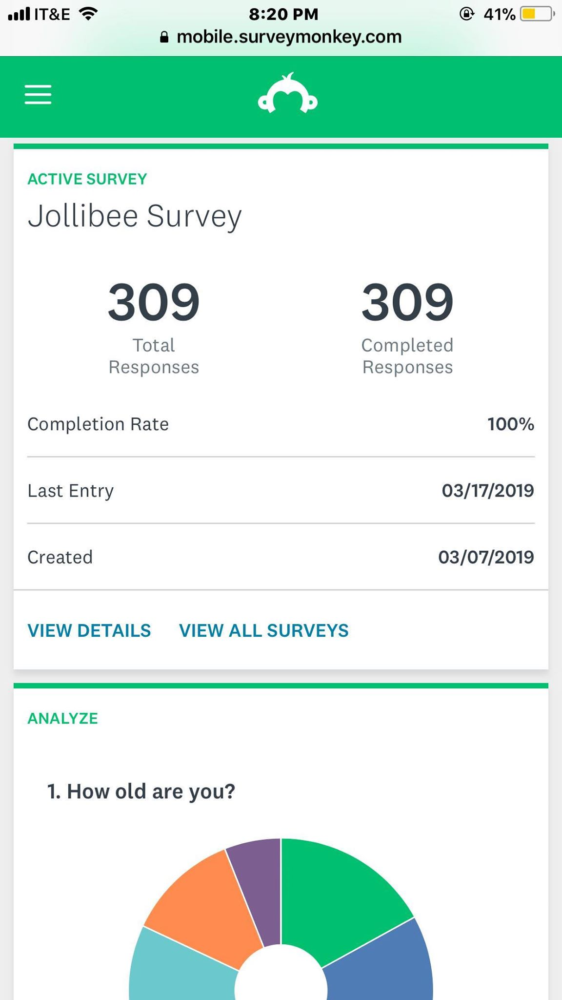 IT&E 8:20 PM 41%
mobile.surveymonkey.com
ACTIVE SURVEY
Jollibee Survey
309 309
Total Completed
Responses Responses
Completion Rate 100%
Last Entry 03/17/2019
Created 03/07/2019
VIEW DETAILS VIEW ALL SURVEYS
ANALYZE
1. How old are you?